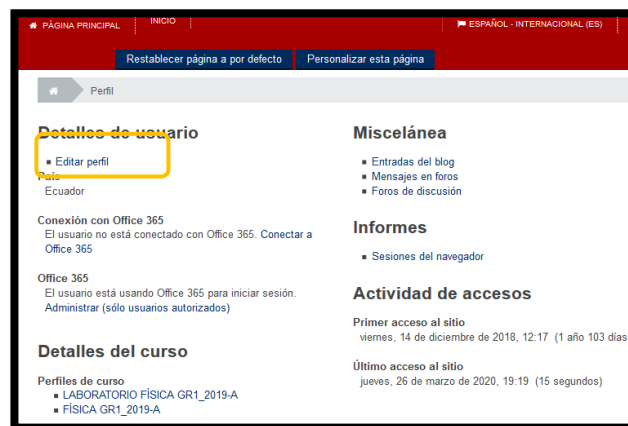 PÁGINA PRINCIPAL
INICIO
ESPAÑOL - INTERNACIONAL (ES)
Restablecer página a por defecto
Personalizar esta página
Perfil
Detalles de usuario
Editar perfil
País
Ecuador
Conexión con Office 365
El usuario no está conectado con Office 365. Conectar a
Office 365
Office 365
El usuario está usando Office 365 para iniciar sesión.
Administrar (sólo usuarios autorizados)
Detalles del curso
Perfiles de curso
LABORATORIO FÍSICA GR1_2019-A
FÍSICA GR1_2019-A
Miscelánea
Entradas del blog
Mensajes en foros
Foros de discusión
Informes
Sesiones del navegador
Actividad de accesos
Primer acceso al sitio
viernes, 14 de diciembre de 2018, 12:17 (1 año 103 días
Último acceso al sitio
jueves, 26 de marzo de 2020, 19:19 (15 segundos)